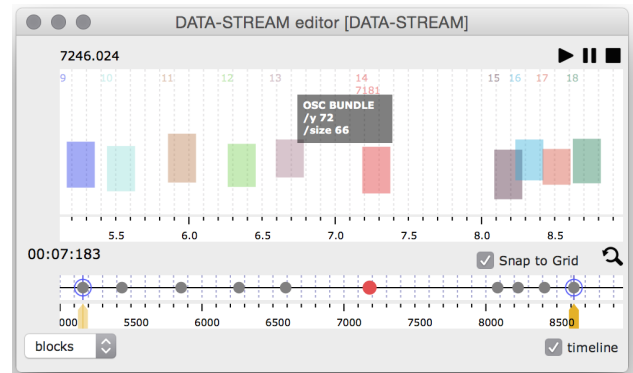 DATA-STREAM editor [DATA-STREAM]
7246.024
9 10 11 12 13 14 15 16 17 18
7181
OSC BUNDLE
/y 72
/size 66
5.5 6.0 6.5 7.0 7.5 8.0 8.5
00:07:183
Snap to Grid
000 5500 6000 6500 7000 7500 8000 8500
blocks
timeline